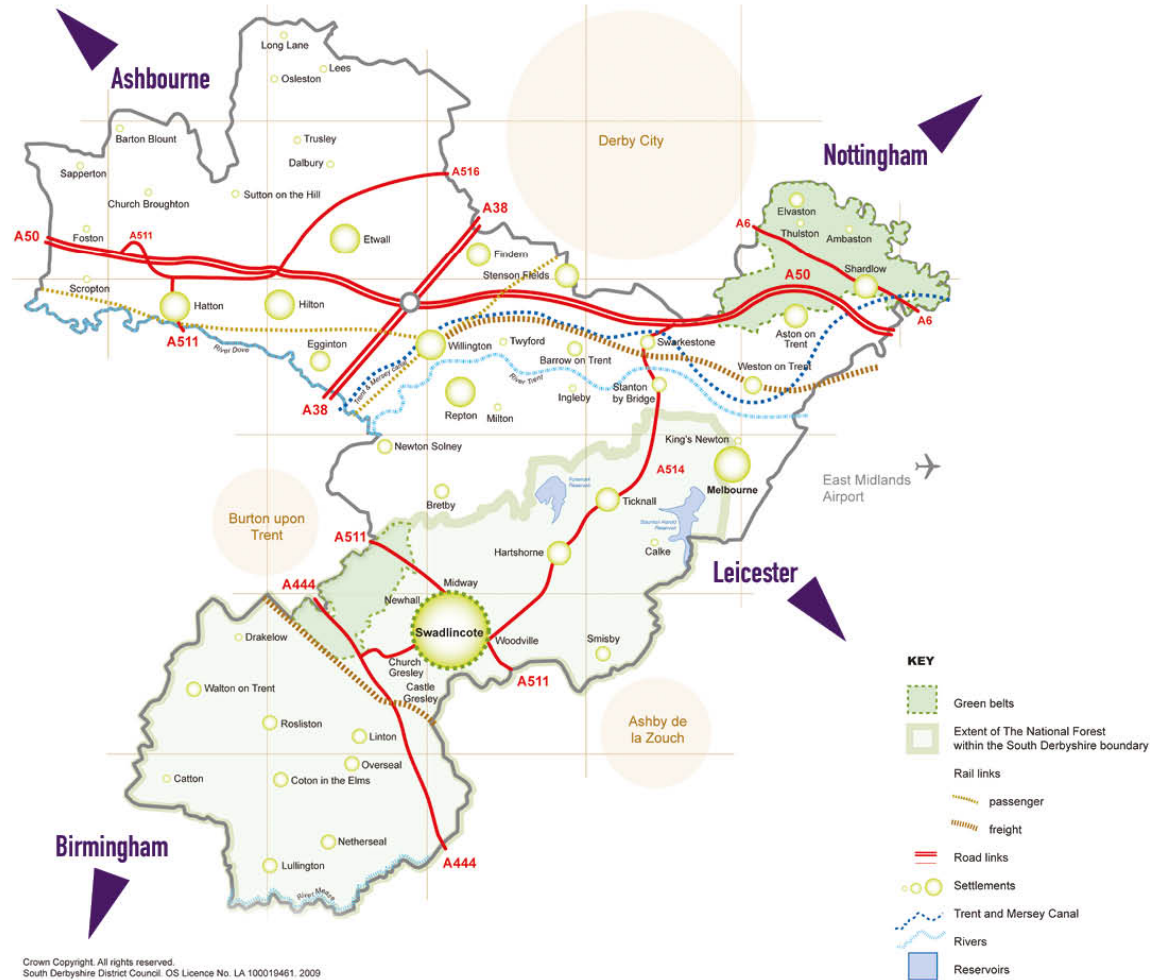 Long Lane
Lees
Osleston
Ashbourne
Barton Blount
Trusley
Derby City
Nottingham
Dalbury
Sapperton
A516
Church Broughton
Sutton on the Hill
Elvaston
A38
A6
Thulston
Ambaston
Foston
A511
A50
Etwall
Findern
Stenson Fields
Shardlow
A50
Scropton
Hatton
Hilton
A6
Aston on
Trent
A511
River Dove
Egginton
Willington
Twyford
Swarkestone
Barrow on Trent
Weston on Trent
Trent & Mersey Canal
River Trent
Stanton
by Bridge
A38
Repton
Milton
Ingleby
Newton Solney
King's Newton
A514
East Midlands
Airport
Melbourne
Bretby
Foremark
Reservoir
Ticknall
Burton upon
Trent
Staunton Harold
Reservoir
A511
Hartshorne
Calke
Leicester
A444
Midway
Newhall
Swadlincote
Drakelow
Woodville
Smisby
Church
Gresley
A511
Castle
Gresley
Walton on Trent
Rosliston
Ashby de
la Zouch
Linton
Overseal
Catton
Coton in the Elms
Birmingham
Netherseal
A444
Lullington
River Mease
KEY
Green belts
Extent of The National Forest
within the South Derbyshire boundary
Rail links
passenger
freight
Road links
Settlements
Trent and Mersey Canal
Rivers
Reservoirs
Crown Copyright. All rights reserved.
South Derbyshire District Council. OS Licence No. LA 100019461. 2009